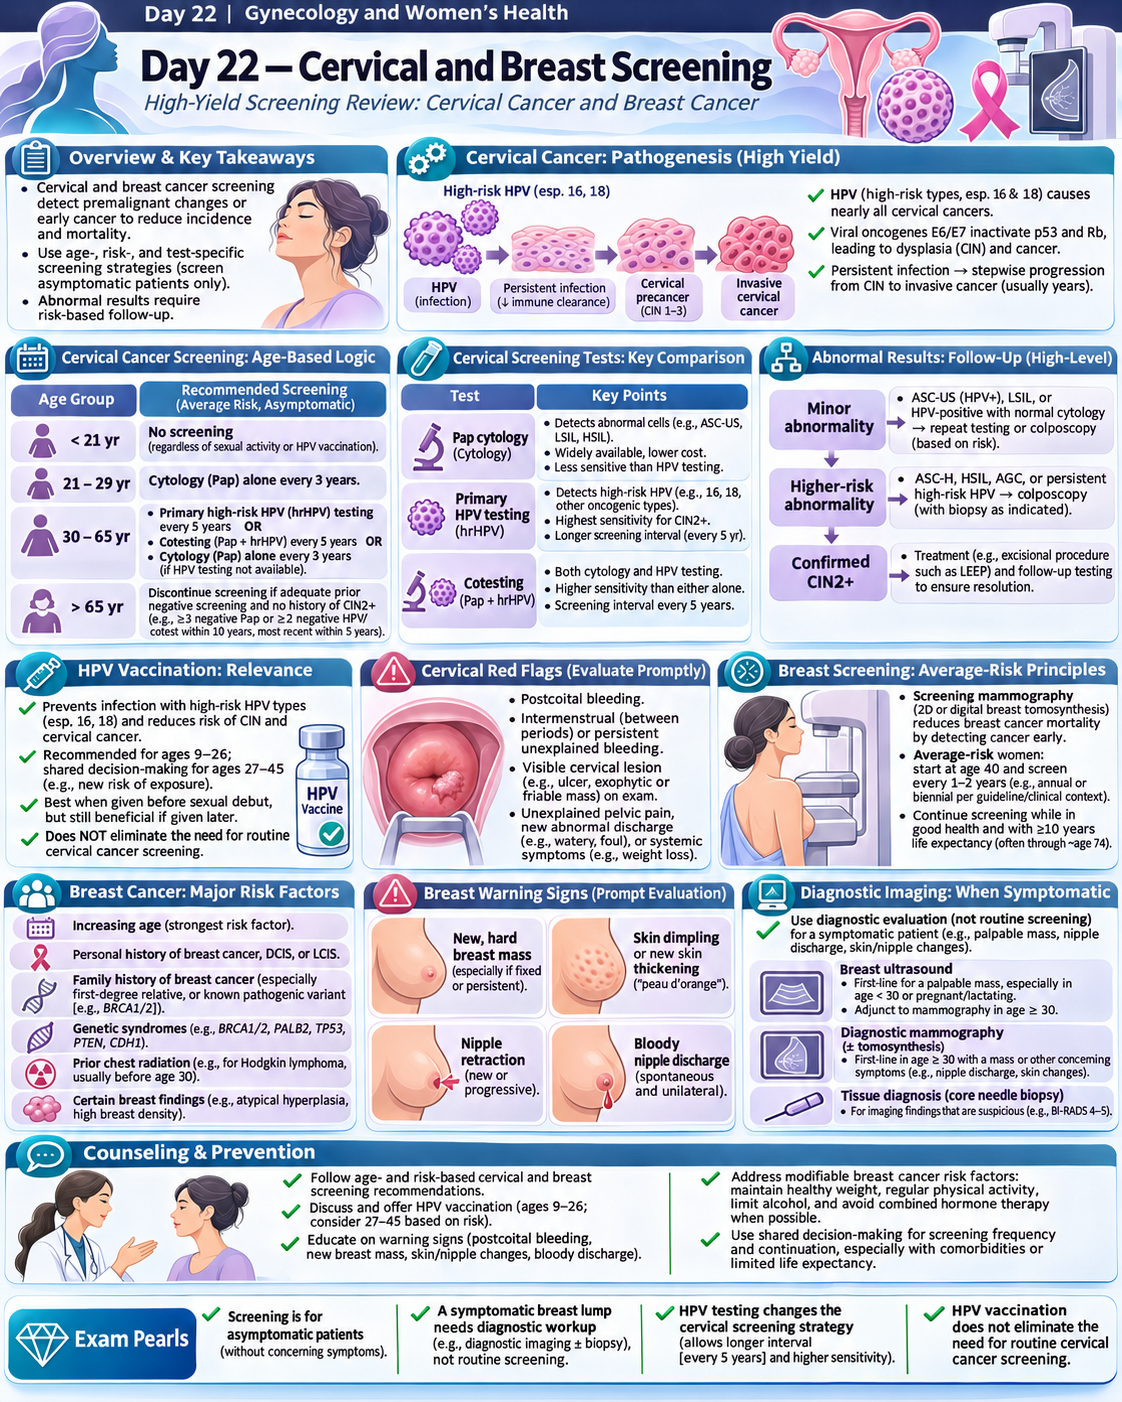 Day 22 | Gynecology and Women's Health
Day 22 – Cervical and Breast Screening
High-Yield Screening Review: Cervical Cancer and Breast Cancer
Overview & Key Takeaways
• Cervical and breast cancer screening
detect premalignant changes or
early cancer to reduce incidence
and mortality.
• Use age-, risk-, and test-specific
screening strategies (screen
asymptomatic patients only).
• Abnormal results require
risk-based follow-up.
Cervical Cancer: Pathogenesis (High Yield)
High-risk HPV (esp. 16, 18)
HPV
(infection)
Persistent infection
(↓ immune clearance)
Cervical
precancer
(CIN 1–3)
Invasive
cervical
cancer
HPV (high-risk types, esp. 16 & 18) causes
nearly all cervical cancers.
Viral oncogenes E6/E7 inactivate p53 and Rb,
leading to dysplasia (CIN) and cancer.
Persistent infection → stepwise progression
from CIN to invasive cancer (usually years).
Cervical Cancer Screening: Age-Based Logic
Age Group
Recommended Screening
(Average Risk, Asymptomatic)
< 21 yr
No screening
(regardless of sexual activity or HPV vaccination).
21 – 29 yr
Cytology (Pap) alone every 3 years.
30 – 65 yr
• Primary high-risk HPV (hrHPV) testing
every 5 years OR
• Cotesting (Pap + hrHPV) every 5 years OR
• Cytology (Pap) alone every 3 years
(if HPV testing not available).
> 65 yr
Discontinue screening if adequate prior
negative screening and no history of CIN2+
(e.g., ≥3 negative Pap or ≥2 negative HPV/
cotest within 10 years, most recent within 5 years).
Cervical Screening Tests: Key Comparison
Test
Key Points
Pap cytology
(Cytology)
• Detects abnormal cells (e.g., ASC-US,
LSIL, HSIL).
• Widely available, lower cost.
• Less sensitive than HPV testing.
Primary
HPV testing
(hrHPV)
• Detects high-risk HPV (e.g., 16, 18,
other oncogenic types).
• Highest sensitivity for CIN2+.
• Longer screening interval (every 5 yr).
Cotesting
(Pap + hrHPV)
• Both cytology and HPV testing.
• Higher sensitivity than either alone.
• Screening interval every 5 years.
Abnormal Results: Follow-Up (High-Level)
Minor
abnormality
• ASC-US (HPV+), LSIL, or
HPV-positive with normal cytology
→ repeat testing or colposcopy
(based on risk).
Higher-risk
abnormality
• ASC-H, HSIL, AGC, or persistent
high-risk HPV → colposcopy
(with biopsy as indicated).
Confirmed
CIN2+
• Treatment (e.g., excisional procedure
such as LEEP) and follow-up testing
to ensure resolution.
HPV Vaccination: Relevance
Prevents infection with high-risk HPV types
(esp. 16, 18) and reduces risk of CIN and
cervical cancer.
Recommended for ages 9–26;
shared decision-making for ages 27–45
(e.g., new risk of exposure).
Best when given before sexual debut,
but still beneficial if given later.
Does NOT eliminate the need for routine
cervical cancer screening.
HPV
Vaccine
Cervical Red Flags (Evaluate Promptly)
• Postcoital bleeding.
• Intermenstrual (between
periods) or persistent
unexplained bleeding.
• Visible cervical lesion
(e.g., ulcer, exophytic or
friable mass) on exam.
• Unexplained pelvic pain,
new abnormal discharge
(e.g., watery, foul), or systemic
symptoms (e.g., weight loss).
Breast Screening: Average-Risk Principles
• Screening mammography
(2D or digital breast tomosynthesis)
reduces breast cancer mortality
by detecting cancer early.
• Average-risk women:
start at age 40 and screen
every 1–2 years (e.g., annual or
biennial per guideline/clinical context).
• Continue screening while in
good health and with ≥10 years
life expectancy (often through ~age 74).
Breast Cancer: Major Risk Factors
Increasing age (strongest risk factor).
Personal history of breast cancer, DCIS, or LCIS.
Family history of breast cancer (especially
first-degree relative, or known pathogenic variant
[e.g., BRCA1/2]).
Genetic syndromes (e.g., BRCA1/2, PALB2, TP53,
PTEN, CDH1).
Prior chest radiation (e.g., for Hodgkin lymphoma,
usually before age 30).
Certain breast findings (e.g., atypical hyperplasia,
high breast density).
Breast Warning Signs (Prompt Evaluation)
New, hard
breast mass
(especially if fixed
or persistent).
Skin dimpling
or new skin
thickening
("peau d'orange").
Nipple
retraction
(new or
progressive).
Bloody
nipple discharge
(spontaneous
and unilateral).
Diagnostic Imaging: When Symptomatic
Use diagnostic evaluation (not routine screening)
for a symptomatic patient (e.g., palpable mass, nipple
discharge, skin/nipple changes).
Breast ultrasound
• First-line for a palpable mass, especially in
age < 30 or pregnant/lactating.
• Adjunct to mammography in age ≥ 30.
Diagnostic mammography
(± tomosynthesis)
• First-line in age ≥ 30 with a mass or other concerning
symptoms (e.g., nipple discharge, skin changes).
Tissue diagnosis (core needle biopsy)
• For imaging findings that are suspicious (e.g., BI-RADS 4–5).
Counseling & Prevention
Follow age- and risk-based cervical and breast
screening recommendations.
Discuss and offer HPV vaccination (ages 9–26;
consider 27–45 based on risk).
Educate on warning signs (postcoital bleeding,
new breast mass, skin/nipple changes, bloody discharge).
Address modifiable breast cancer risk factors:
maintain healthy weight, regular physical activity,
limit alcohol, and avoid combined hormone therapy
when possible.
Use shared decision-making for screening frequency
and continuation, especially with comorbidities or
limited life expectancy.
Exam Pearls
Screening is for
asymptomatic patients
(without concerning symptoms).
A symptomatic breast lump
needs diagnostic workup
(e.g., diagnostic imaging ± biopsy),
not routine screening.
HPV testing changes the
cervical screening strategy
(allows longer interval
[every 5 years] and higher sensitivity).
HPV vaccination
does not eliminate the
need for routine cervical
cancer screening.